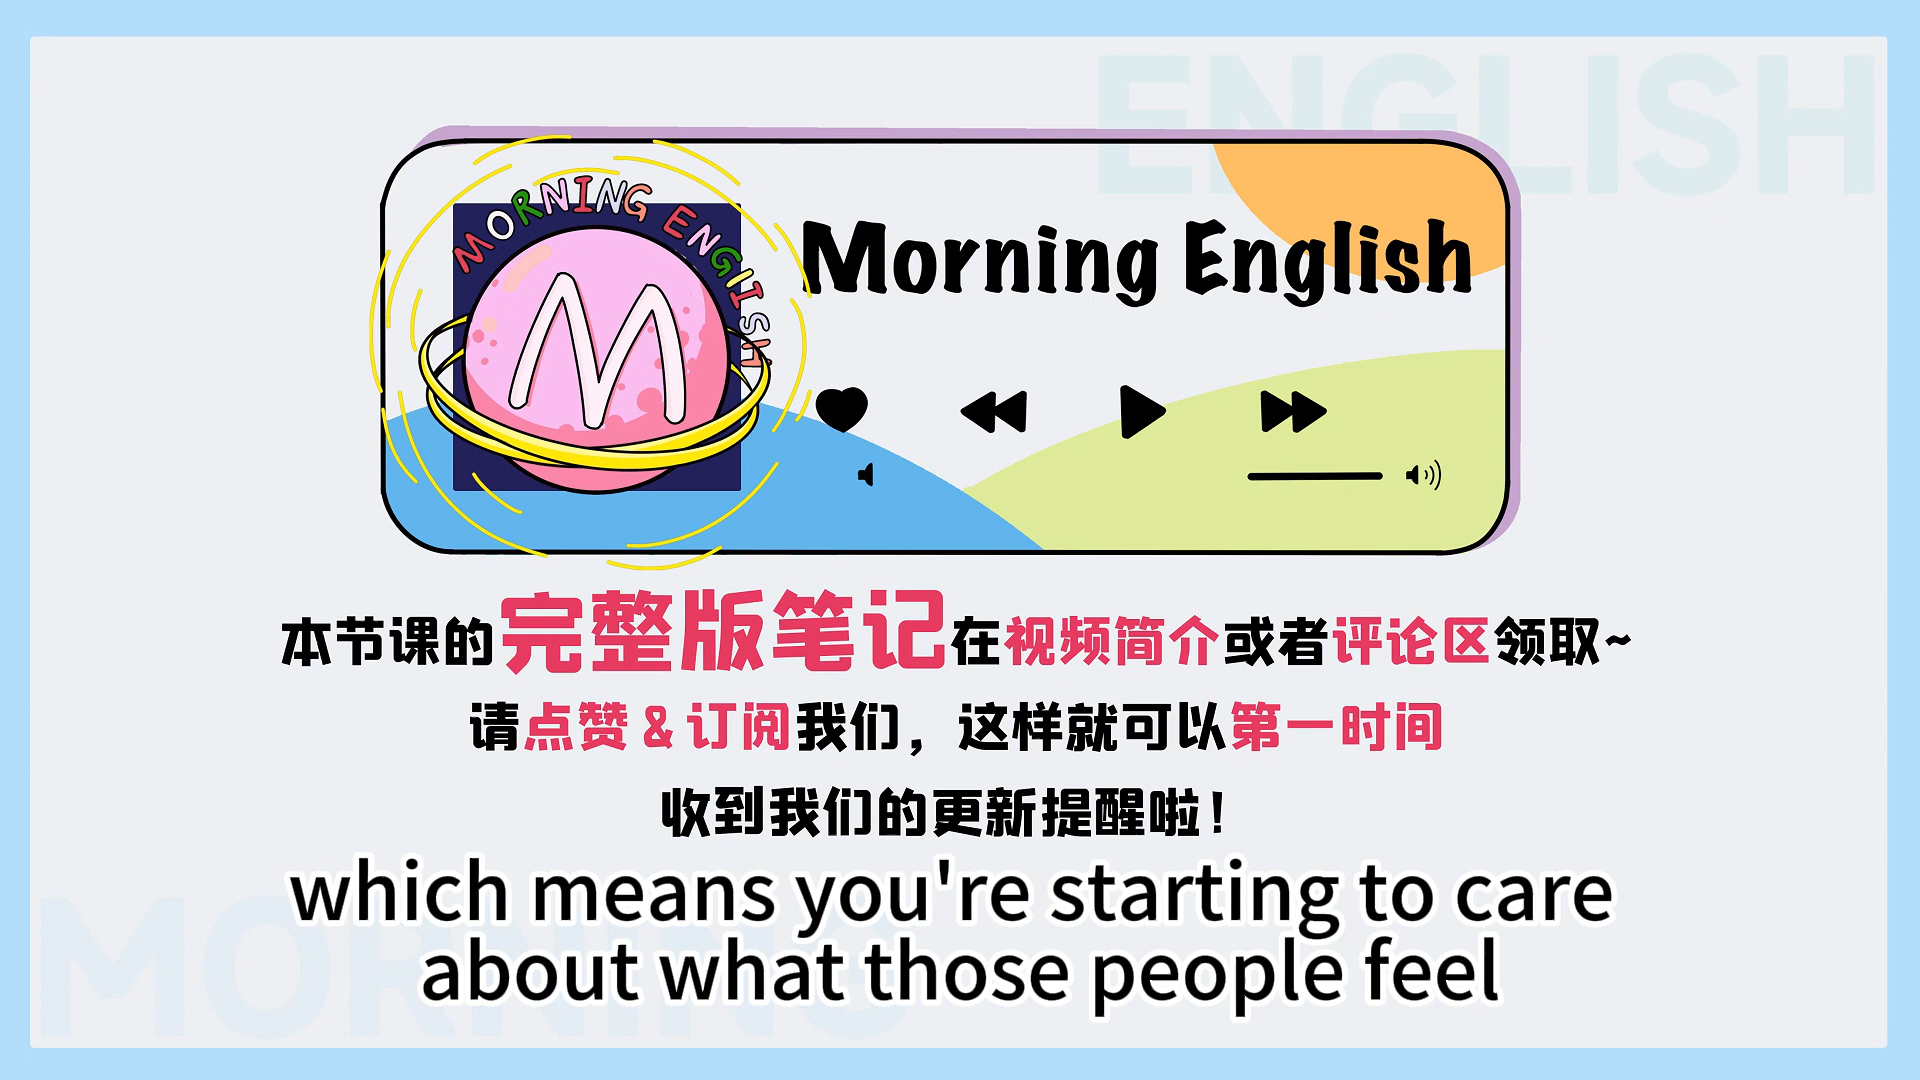 ENGLISH
MORNING ENGLISH
M
Morning English
本节课的完整版笔记在视频简介或者评论区领取~
请点赞&订阅我们，这样就可以第一时间
收到我们的更新提醒啦！
which means you're starting to care
about what those people feel
MORNING